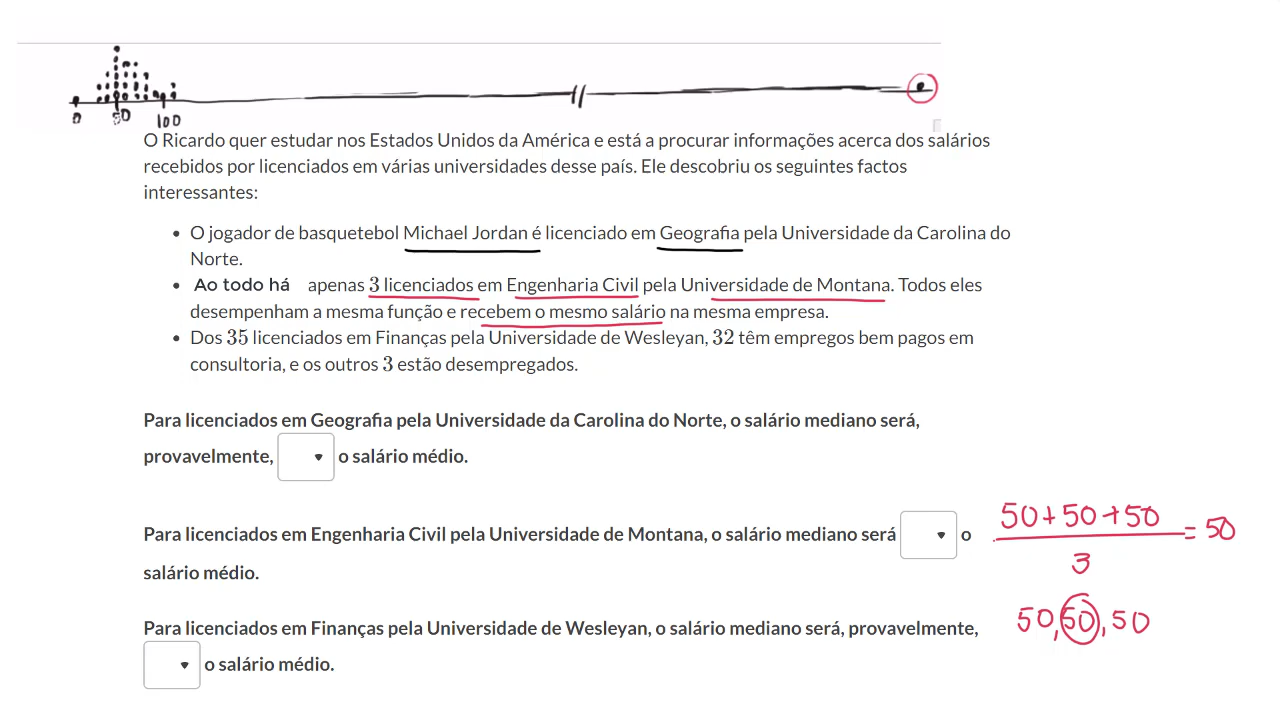 0 50 100
O Ricardo quer estudar nos Estados Unidos da América e está a procurar informações acerca dos salários
recebidos por licenciados em várias universidades desse país. Ele descobriu os seguintes factos
interessantes:
• O jogador de basquetebol Michael Jordan é licenciado em Geografia pela Universidade da Carolina do
Norte.
• Ao todo há apenas 3 licenciados em Engenharia Civil pela Universidade de Montana. Todos eles
desempenham a mesma função e recebem o mesmo salário na mesma empresa.
• Dos 35 licenciados em Finanças pela Universidade de Wesleyan, 32 têm empregos bem pagos em
consultoria, e os outros 3 estão desempregados.
Para licenciados em Geografia pela Universidade da Carolina do Norte, o salário mediano será,
provavelmente, o salário médio.
Para licenciados em Engenharia Civil pela Universidade de Montana, o salário mediano será o
salário médio.
50+50+50
= 50
3
50, 50, 50
Para licenciados em Finanças pela Universidade de Wesleyan, o salário mediano será, provavelmente,
o salário médio.